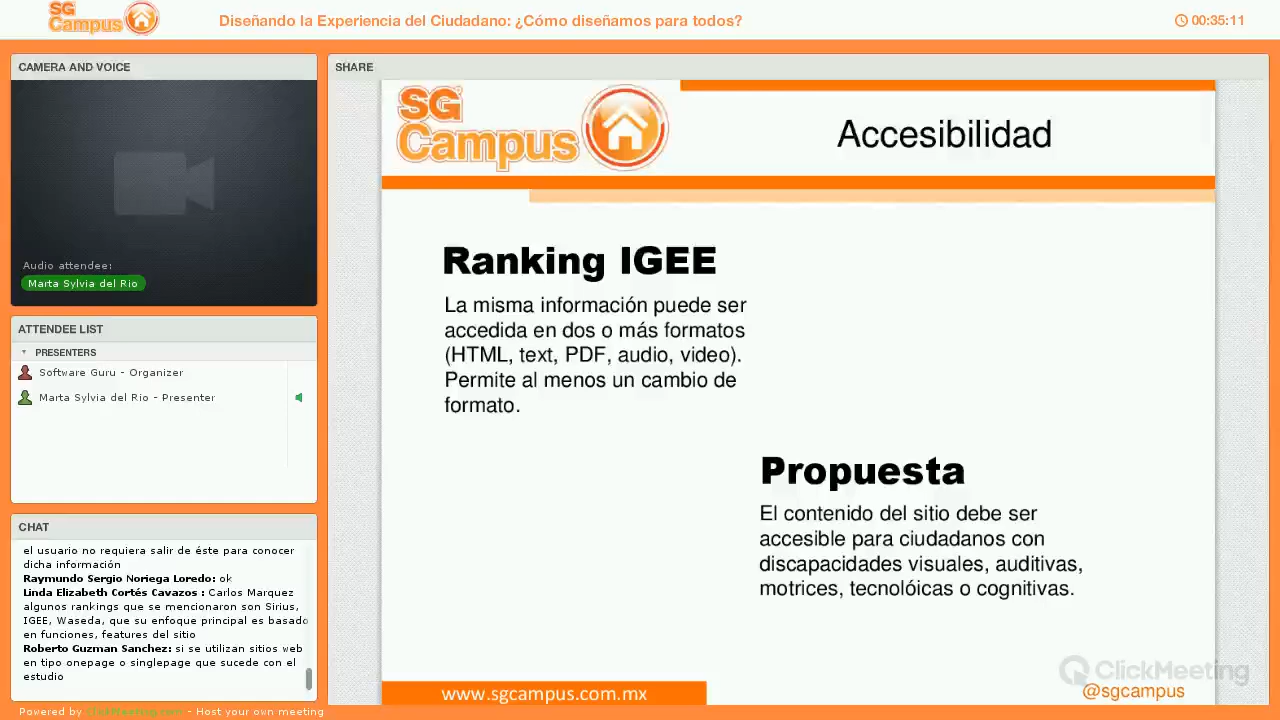 SG Campus
Diseñando la Experiencia del Ciudadano: ¿Cómo diseñamos para todos?
00:35:11
CAMERA AND VOICE
Audio attendee:
Marta Sylvia del Rio
ATTENDEE LIST
PRESENTERS
Software Guru - Organizer
Marta Sylvia del Rio - Presenter
CHAT
el usuario no requiera salir de éste para conocer
dicha información
Raymundo Sergio Noriega Loredo: ok
Linda Elizabeth Cortés Cavazos : Carlos Marquez
algunos rankings que se mencionaron son Sirius,
IGEE, Waseda, que su enfoque principal es basado
en funciones, features del sitio
Roberto Guzman Sanchez: si se utilizan sitios web
en tipo onepage o singlepage que sucede con el
estudio
Powered by ClickMeeting.com - Host your own meeting
SHARE
SG
Campus
Accesibilidad
Ranking IGEE
La misma información puede ser
accedida en dos o más formatos
(HTML, text, PDF, audio, video).
Permite al menos un cambio de
formato.
Propuesta
El contenido del sitio debe ser
accesible para ciudadanos con
discapacidades visuales, auditivas,
motrices, tecnolóicas o cognitivas.
ClickMeeting
www.sgcampus.com.mx
@sgcampus